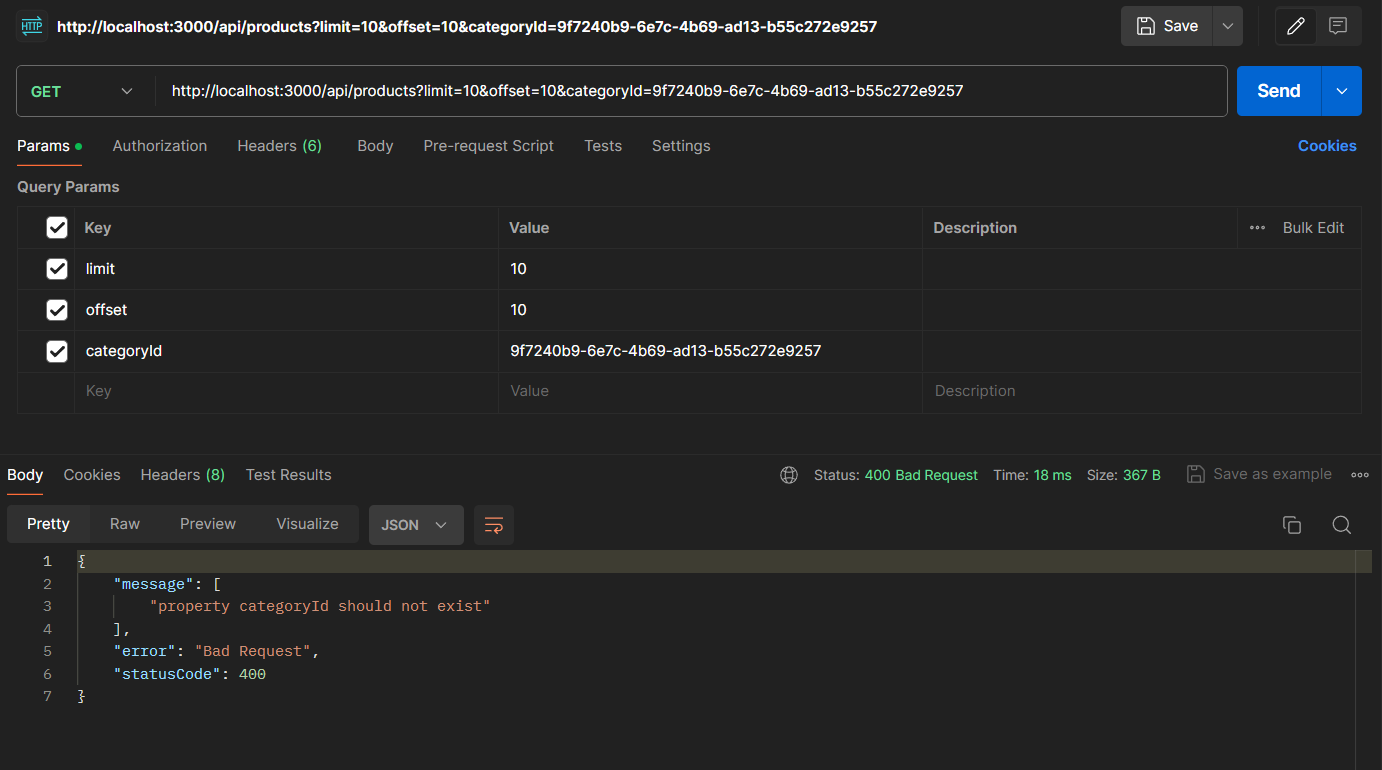 HTTP http://localhost:3000/api/products?limit=10&offset=10&categoryId=9f7240b9-6e7c-4b69-ad13-b55c272e9257 Save
GET http://localhost:3000/api/products?limit=10&offset=10&categoryId=9f7240b9-6e7c-4b69-ad13-b55c272e9257 Send
Params Authorization Headers (6) Body Pre-request Script Tests Settings Cookies
Query Params
Key Value Description Bulk Edit
limit 10
offset 10
categoryId 9f7240b9-6e7c-4b69-ad13-b55c272e9257
Key Value Description
Body Cookies Headers (8) Test Results Status: 400 Bad Request Time: 18 ms Size: 367 B Save as example
Pretty Raw Preview Visualize JSON
1 {
2 "message": [
3 "property categoryId should not exist"
4 ],
5 "error": "Bad Request",
6 "statusCode": 400
7 }